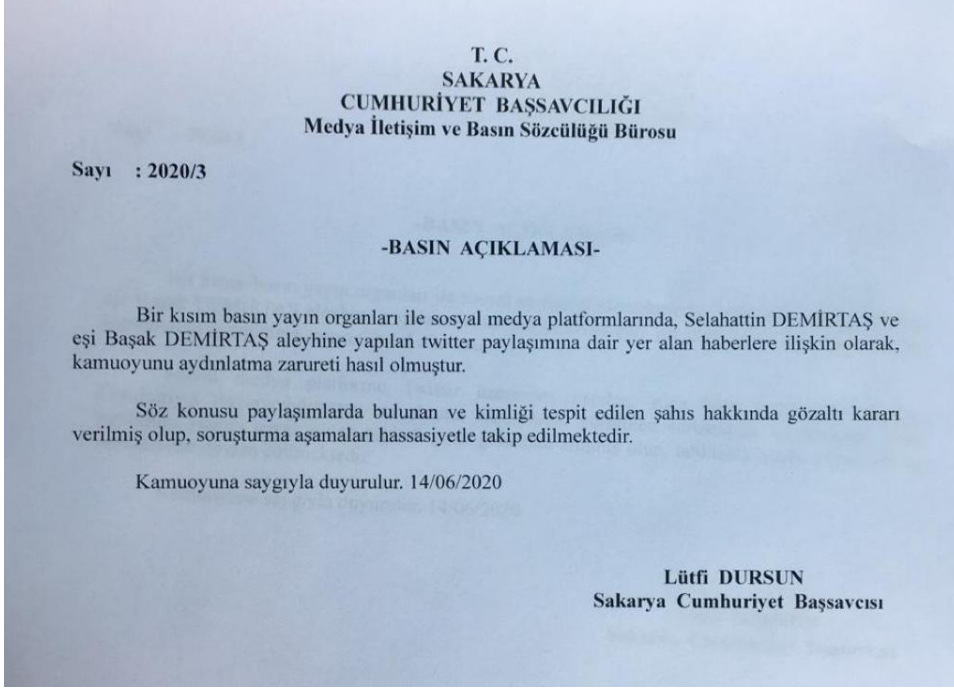 T. C.
SAKARYA
CUMHURİYET BAŞSAVCILIĞI
Medya İletişim ve Basın Sözcülüğü Bürosu
Sayı : 2020/3
-BASIN AÇIKLAMASI-
Bir kısım basın yayın organları ile sosyal medya platformlarında, Selahattin DEMİRTAŞ ve
eşi Başak DEMİRTAŞ aleyhine yapılan twitter paylaşımına dair yer alan haberlere ilişkin olarak,
kamuoyunu aydınlatma zarureti hasıl olmuştur.
Söz konusu paylaşımlarda bulunan ve kimliği tespit edilen şahıs hakkında gözaltı kararı
verilmiş olup, soruşturma aşamaları hassasiyetle takip edilmektedir.
Kamuoyuna saygıyla duyurulur. 14/06/2020
Lütfi DURSUN
Sakarya Cumhuriyet Başsavcısı